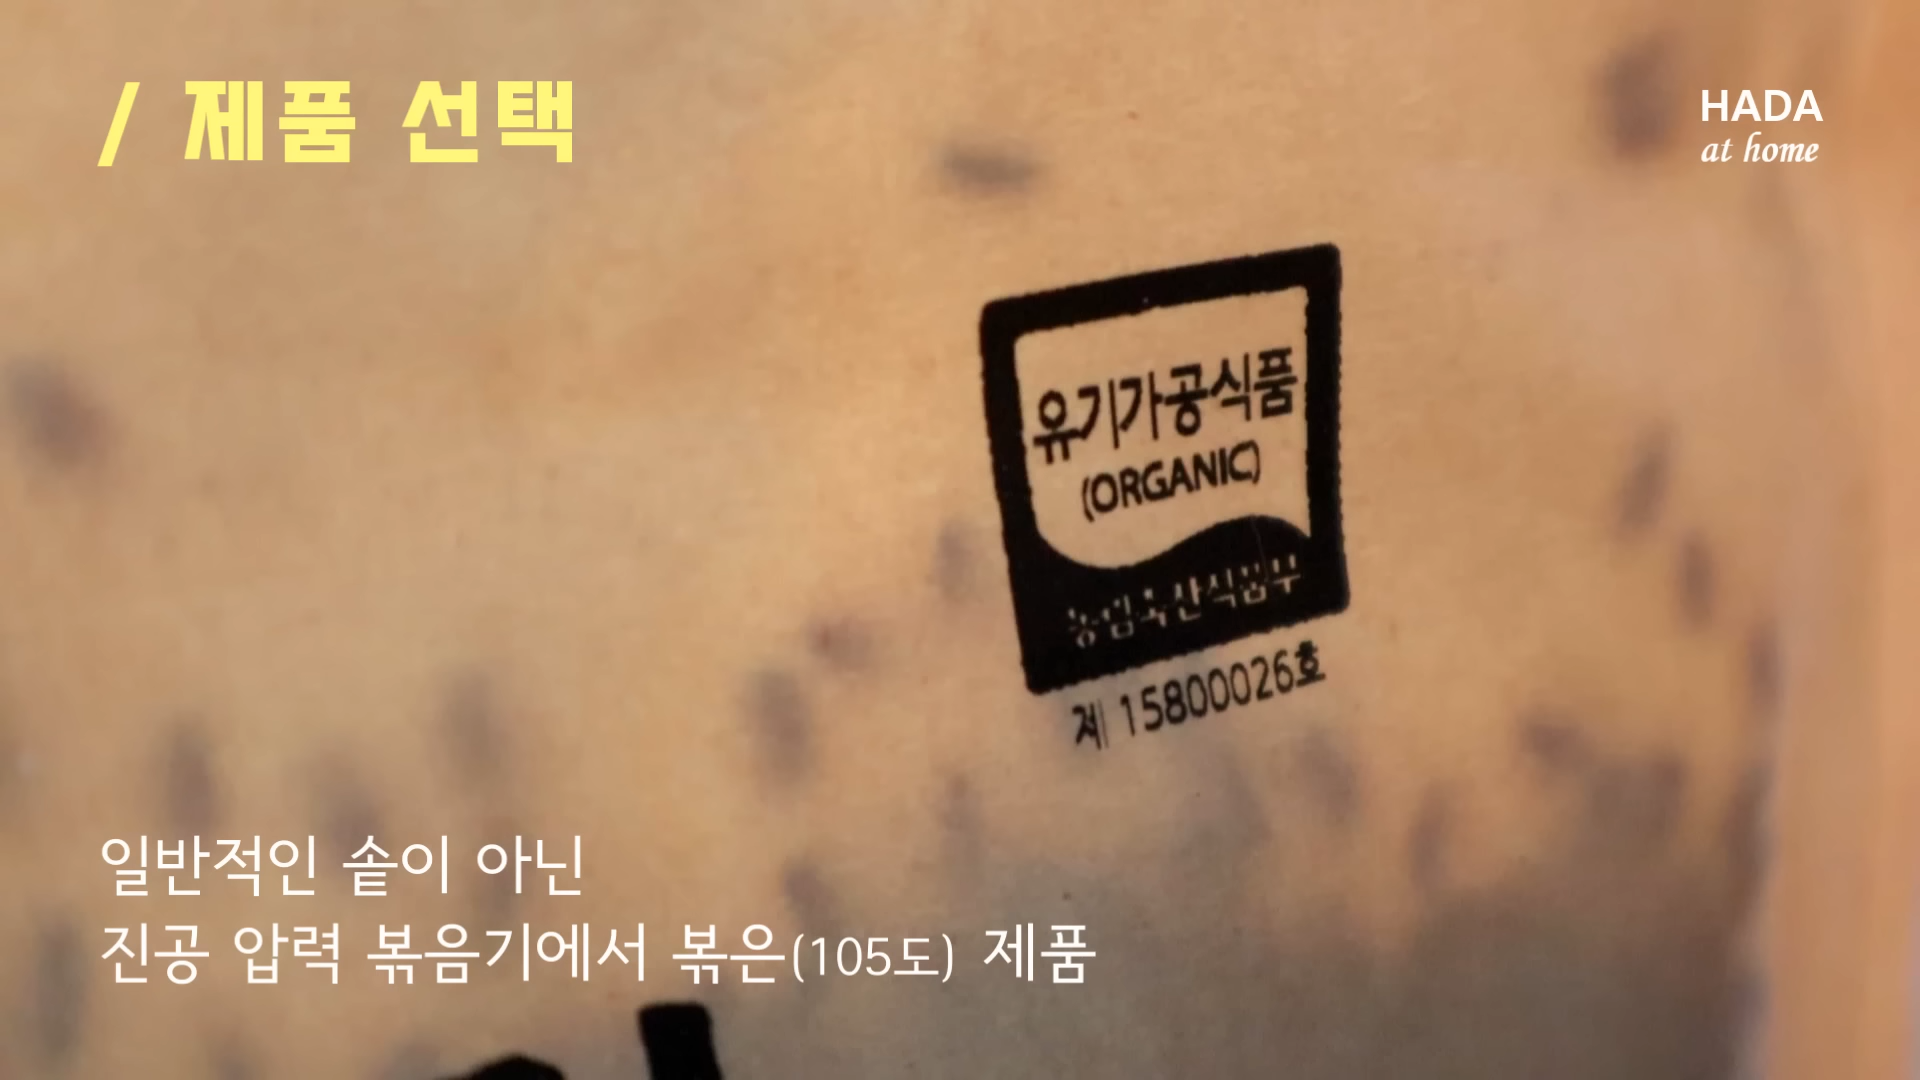 / 제품 선택
HADA
at home
유기가공식품
(ORGANIC)
농림축산식품부
제 15800026호
일반적인 솥이 아닌
진공 압력 볶음기에서 볶은(105도) 제품